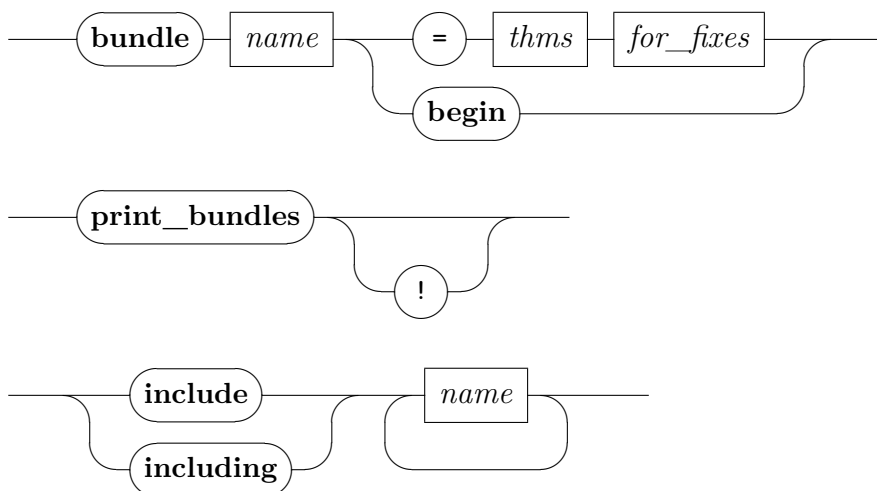 bundle name = thms for_fixes
begin
print_bundles
!
include name
including